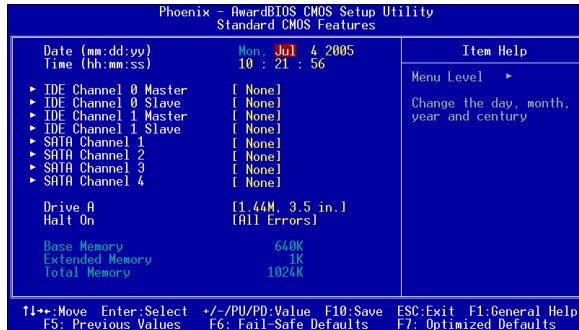 Phoenix - AwardBIOS CMOS Setup Utility
Standard CMOS Features
Date (mm:dd:yy) Mon, Jul 4 2005
Time (hh:mm:ss) 10 : 21 : 56
► IDE Channel 0 Master [ None]
► IDE Channel 0 Slave [ None]
► IDE Channel 1 Master [ None]
► IDE Channel 1 Slave [ None]
► SATA Channel 1 [ None]
► SATA Channel 2 [ None]
► SATA Channel 3 [ None]
► SATA Channel 4 [ None]
Drive A [1.44M, 3.5 in.]
Halt On [All Errors]
Base Memory 640K
Extended Memory 1K
Total Memory 1024K
Item Help
Menu Level ►
Change the day, month,
year and century
↑↓→←:Move Enter:Select +/-/PU/PD:Value F10:Save ESC:Exit F1:General Help
F5: Previous Values F6: Fail-Safe Defaults F7: Optimized Defaults